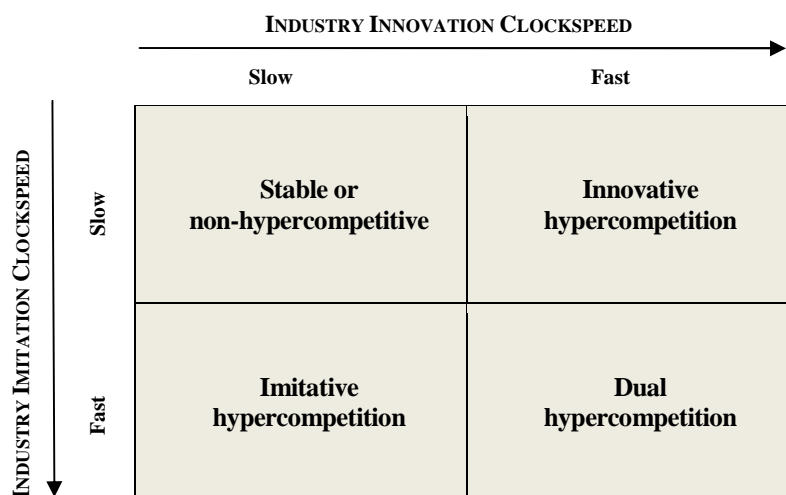 INDUSTRY INNOVATION CLOCKSPEED
Slow Fast
INDUSTRY IMITATION CLOCKSPEED
Slow
Stable or
non-hypercompetitive
Innovative
hypercompetition
Fast
Imitative
hypercompetition
Dual
hypercompetition